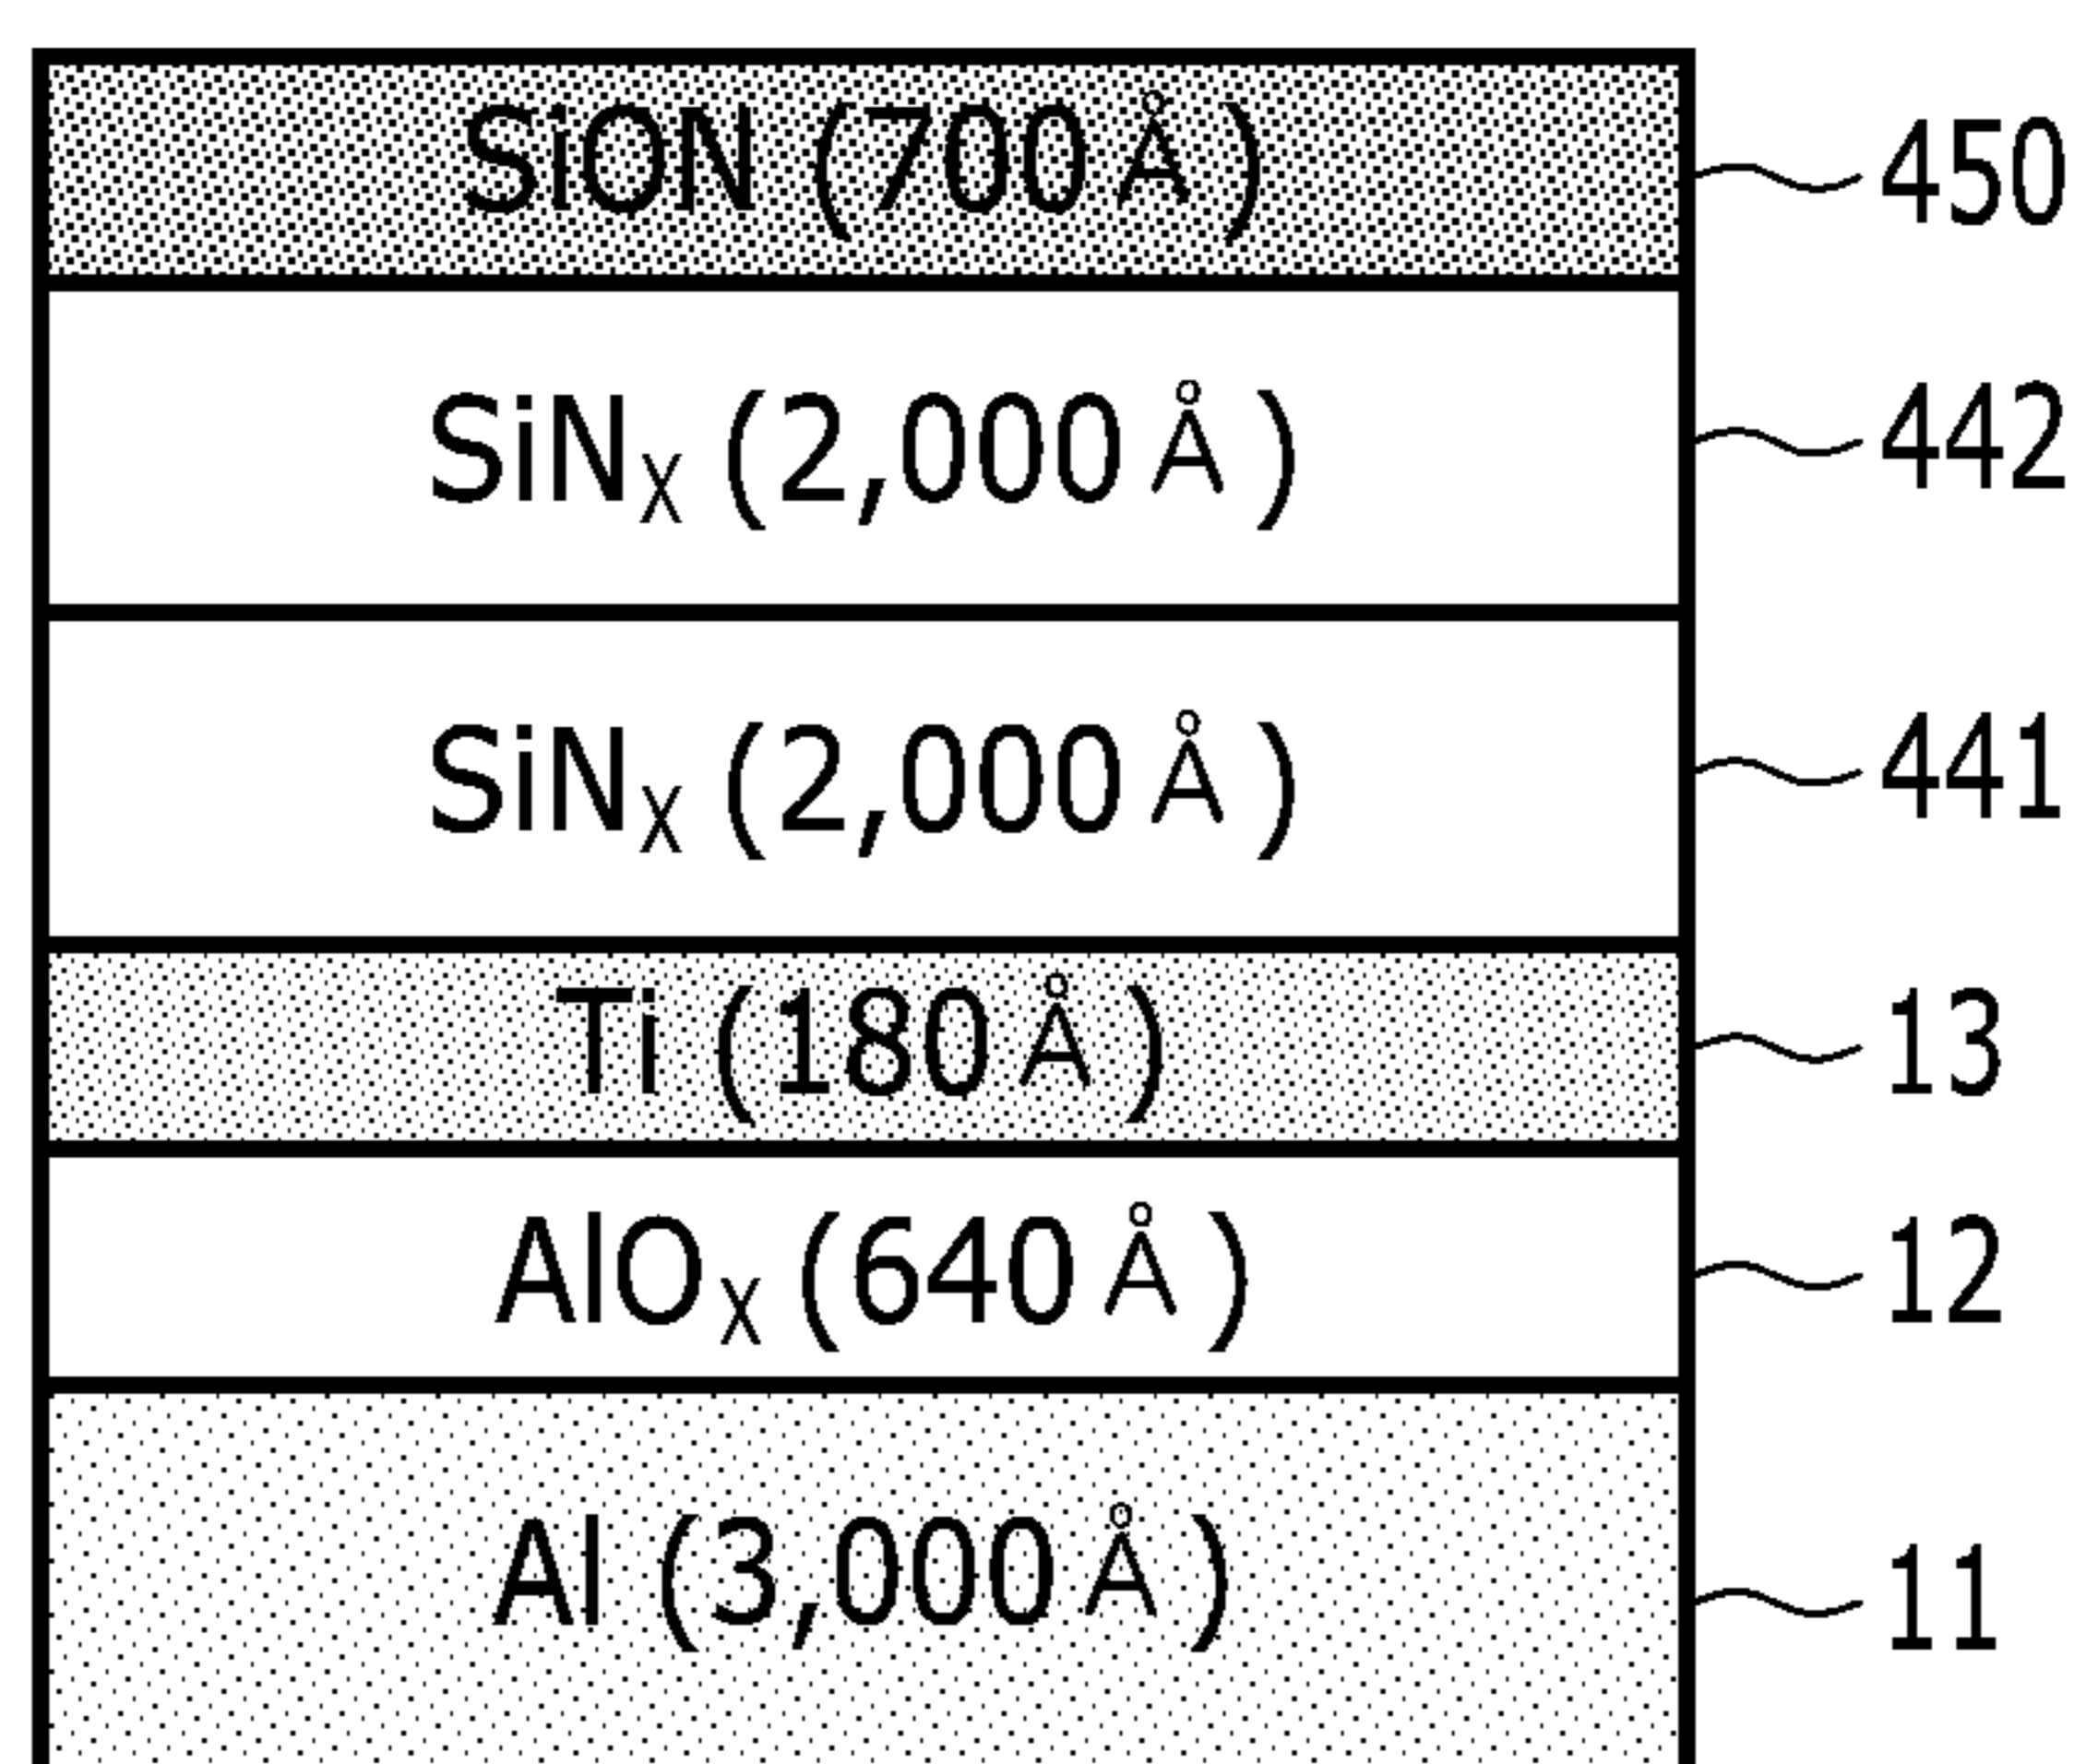 SiON (700Å) 450
SiNX (2,000Å) 442
SiNX (2,000Å) 441
Ti (180Å) 13
AlOX (640Å) 12
Al (3,000Å) 11